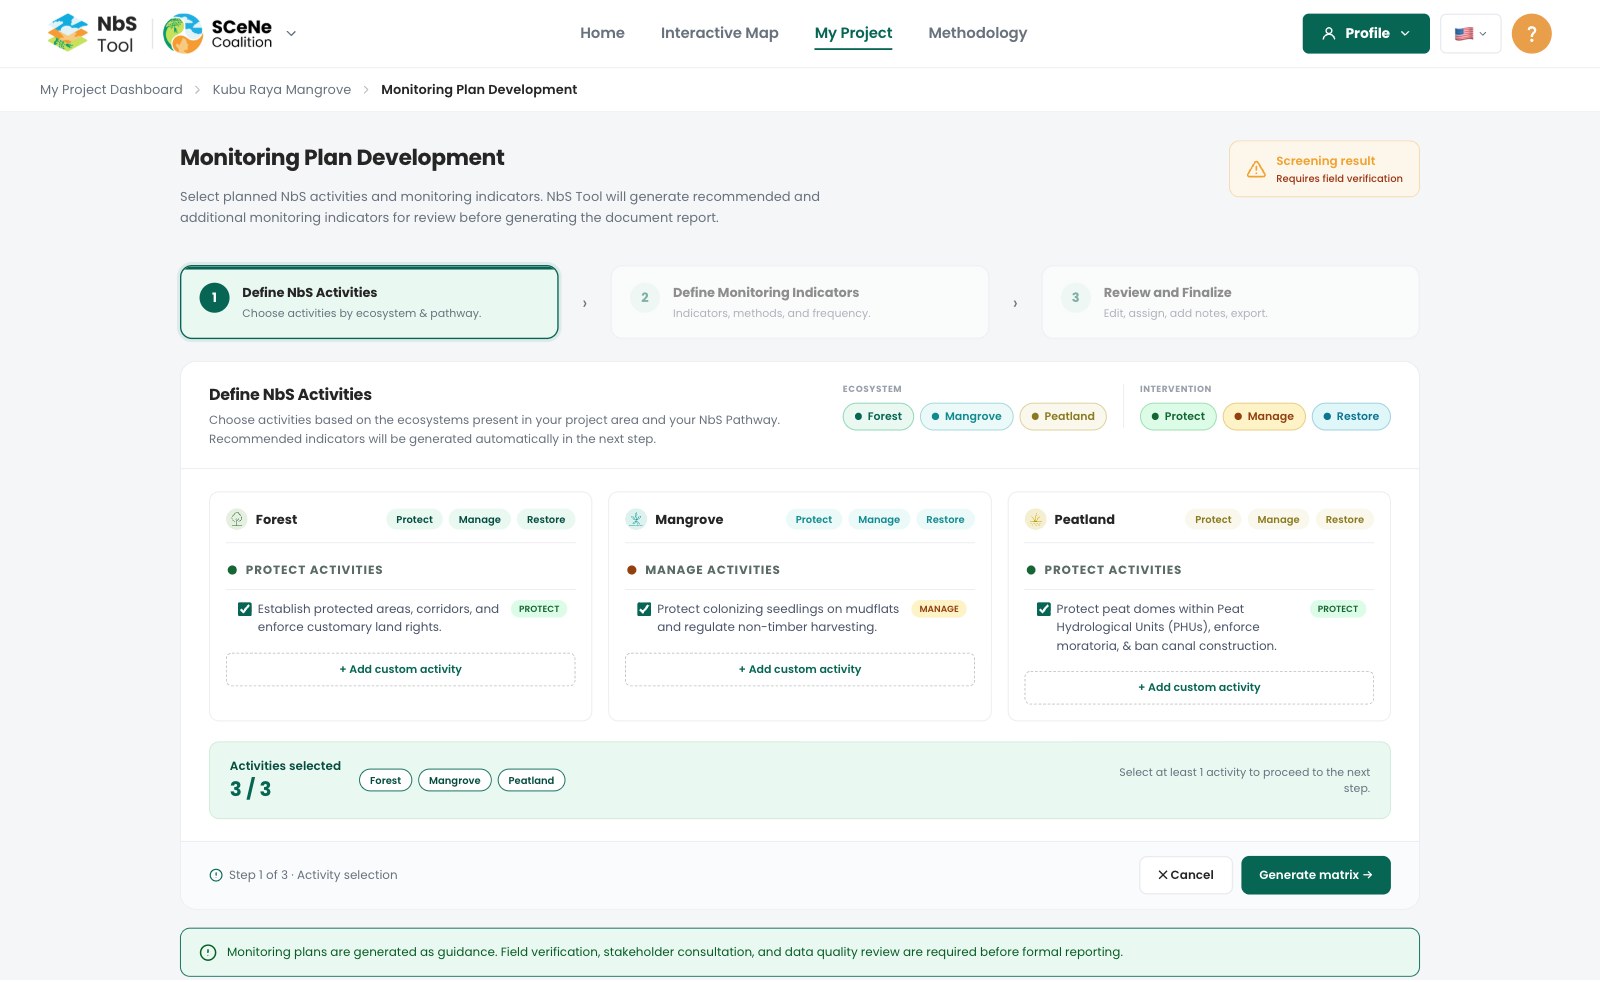 NbS
Tool
SCeNe
Coalition
Home
Interactive Map
My Project
Methodology
Profile
?
My Project Dashboard
Kubu Raya Mangrove
Monitoring Plan Development
Monitoring Plan Development
Select planned NbS activities and monitoring indicators. NbS Tool will generate recommended and
additional monitoring indicators for review before generating the document report.
Screening result
Requires field verification
1
Define NbS Activities
Choose activities by ecosystem & pathway.
›
2
Define Monitoring Indicators
Indicators, methods, and frequency.
›
3
Review and Finalize
Edit, assign, add notes, export.
Define NbS Activities
Choose activities based on the ecosystems present in your project area and your NbS Pathway.
Recommended indicators will be generated automatically in the next step.
ECOSYSTEM
Forest
Mangrove
Peatland
INTERVENTION
Protect
Manage
Restore
Forest
Protect
Manage
Restore
PROTECT ACTIVITIES
Establish protected areas, corridors, and
enforce customary land rights.
PROTECT
+ Add custom activity
Mangrove
Protect
Manage
Restore
MANAGE ACTIVITIES
Protect colonizing seedlings on mudflats
and regulate non-timber harvesting.
MANAGE
+ Add custom activity
Peatland
Protect
Manage
Restore
PROTECT ACTIVITIES
Protect peat domes within Peat
Hydrological Units (PHUs), enforce
moratoria, & ban canal construction.
PROTECT
+ Add custom activity
Activities selected
3 / 3
Forest
Mangrove
Peatland
Select at least 1 activity to proceed to the next
step.
Step 1 of 3 · Activity selection
✕ Cancel
Generate matrix →
Monitoring plans are generated as guidance. Field verification, stakeholder consultation, and data quality review are required before formal reporting.